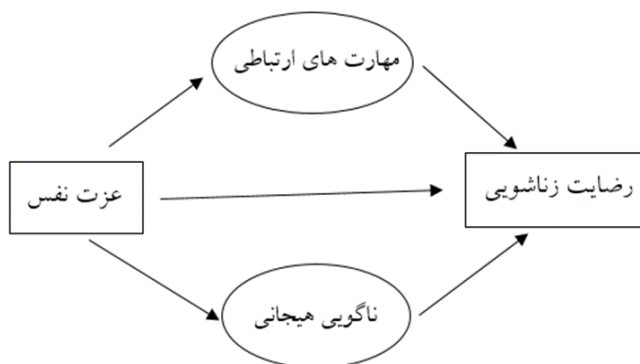 مهارت های ارتباطی
رضایت زناشویی
عزت نفس
ناگویی هیجانی